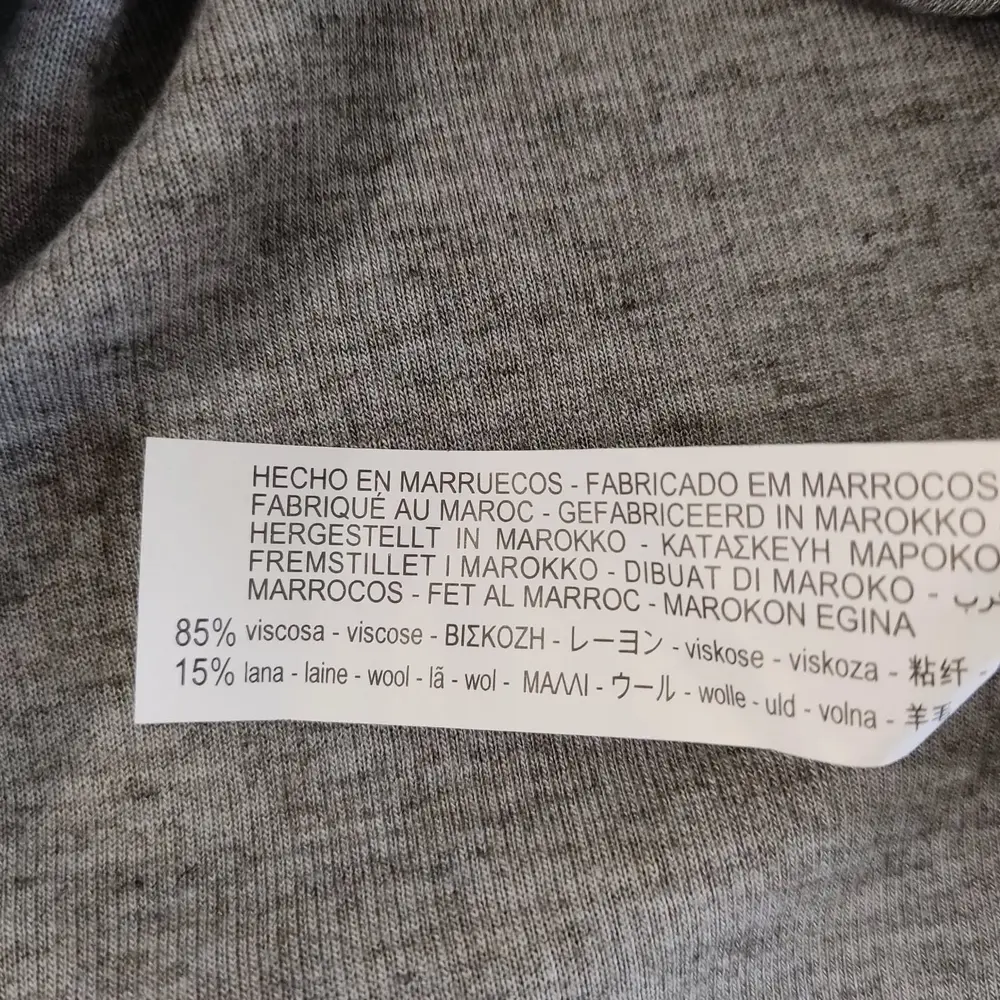 HECHO EN MARRUECOS - FABRICADO EM MARROCOS
FABRIQUÉ AU MAROC - GEFABRICEERD IN MAROKKO
HERGESTELLT IN MAROKKO - ΚΑΤΑΣΚΕΥΗ ΜΑΡΟΚΟ
FREMSTILLET I MAROKKO - DIBUAT DI MAROKO -
MARROCOS - FET AL MARROC - MAROKON EGINA
85% viscosa - viscose - ΒΙΣΚΟΖΗ - レーヨン - viskose - viskoza - 粘纤 -
15% lana - laine - wool - lã - wol - ΜΑΛΛΙ - ウール - wolle - uld - volna - 羊毛